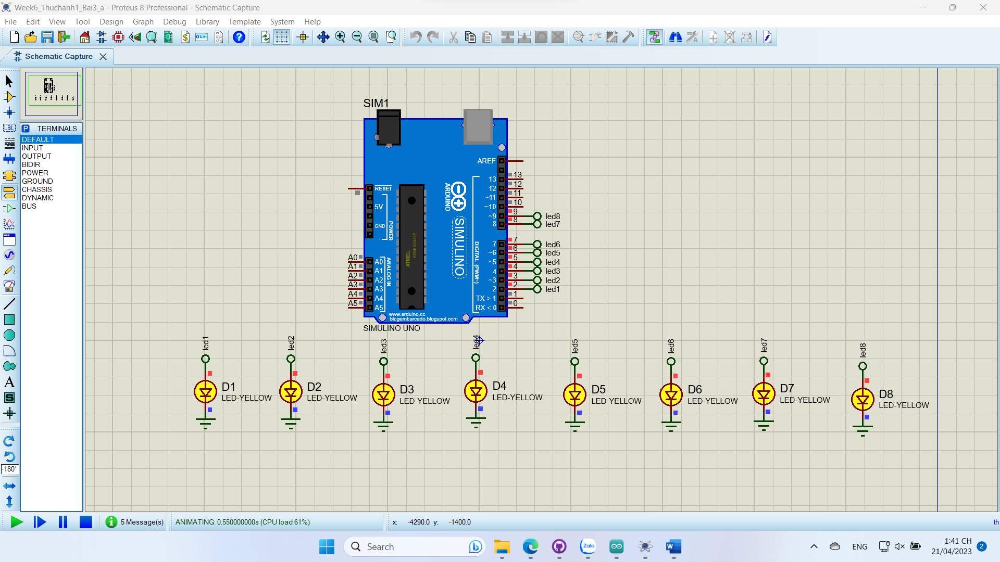 Week6_Thuchanh1_Bai3_a - Proteus 8 Professional - Schematic Capture
File Edit View Tool Design Graph Debug Library Template System Help
Schematic Capture
LBL
P TERMINALS
DEFAULT
INPUT
OUTPUT
BIDIR
POWER
GROUND
CHASSIS
DYNAMIC
BUS
A
S
-180°
SIM1
AREF
13 13
12 12
~11 11
~10 10
~9 9 led8
8 8 led7
7 7 led6
~6 6 led5
~5 5 led4
4 4 led3
~3 3 led2
2 2 led1
TX > 1 1
RX < 0 0
RESET
5V
GND
POWER
A0 A0
A1 A1
A2 A2
A3 A3
A4 A4
A5 A5
ANALOG IN
ATMEL
ATMEGA328P
ARDUINO
SIMULINO
DIGITAL (PWM~)
www.arduino.cc
blogembarcado.blogspot.com
SIMULINO UNO
led1 led2 led3 led4 led5 led6 led7 led8
D1 D2 D3 D4 D5 D6 D7 D8
LED-YELLOW LED-YELLOW LED-YELLOW LED-YELLOW LED-YELLOW LED-YELLOW LED-YELLOW LED-YELLOW
5 Message(s) ANIMATING: 0.550000000s (CPU load 61%) x: -4290.0 y: -1400.0 th
Search
Zalo
W
ENG
1:41 CH
21/04/2023
2